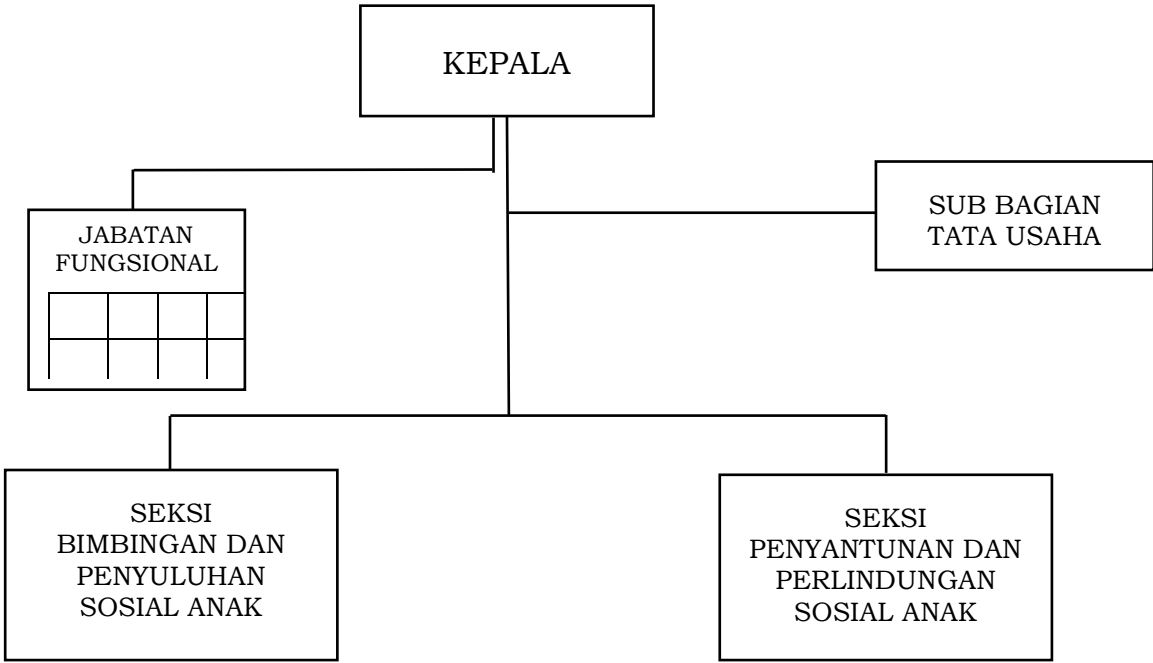 KEPALA
SUB BAGIAN
TATA USAHA
JABATAN
FUNGSIONAL
SEKSI
BIMBINGAN DAN
PENYULUHAN
SOSIAL ANAK
SEKSI
PENYANTUNAN DAN
PERLINDUNGAN
SOSIAL ANAK